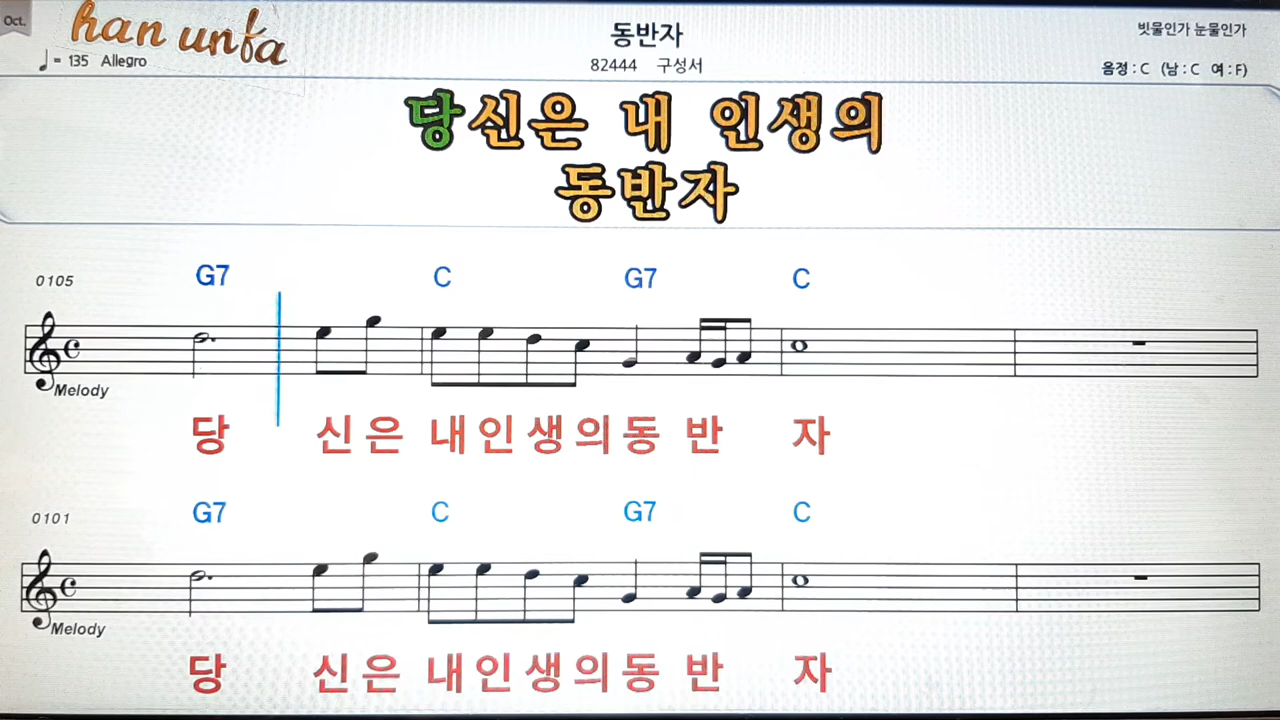 Oct.
han unfa
♩ = 135 Allegro
동반자
82444 구성서
빗물인가 눈물인가
음정 : C (남 : C 여 : F)
당신은 내 인생의
동반자
0105
G7 C G7 C
Melody
당 신은 내인생의동 반 자
0101
G7 C G7 C
Melody
당 신은 내인생의동 반 자